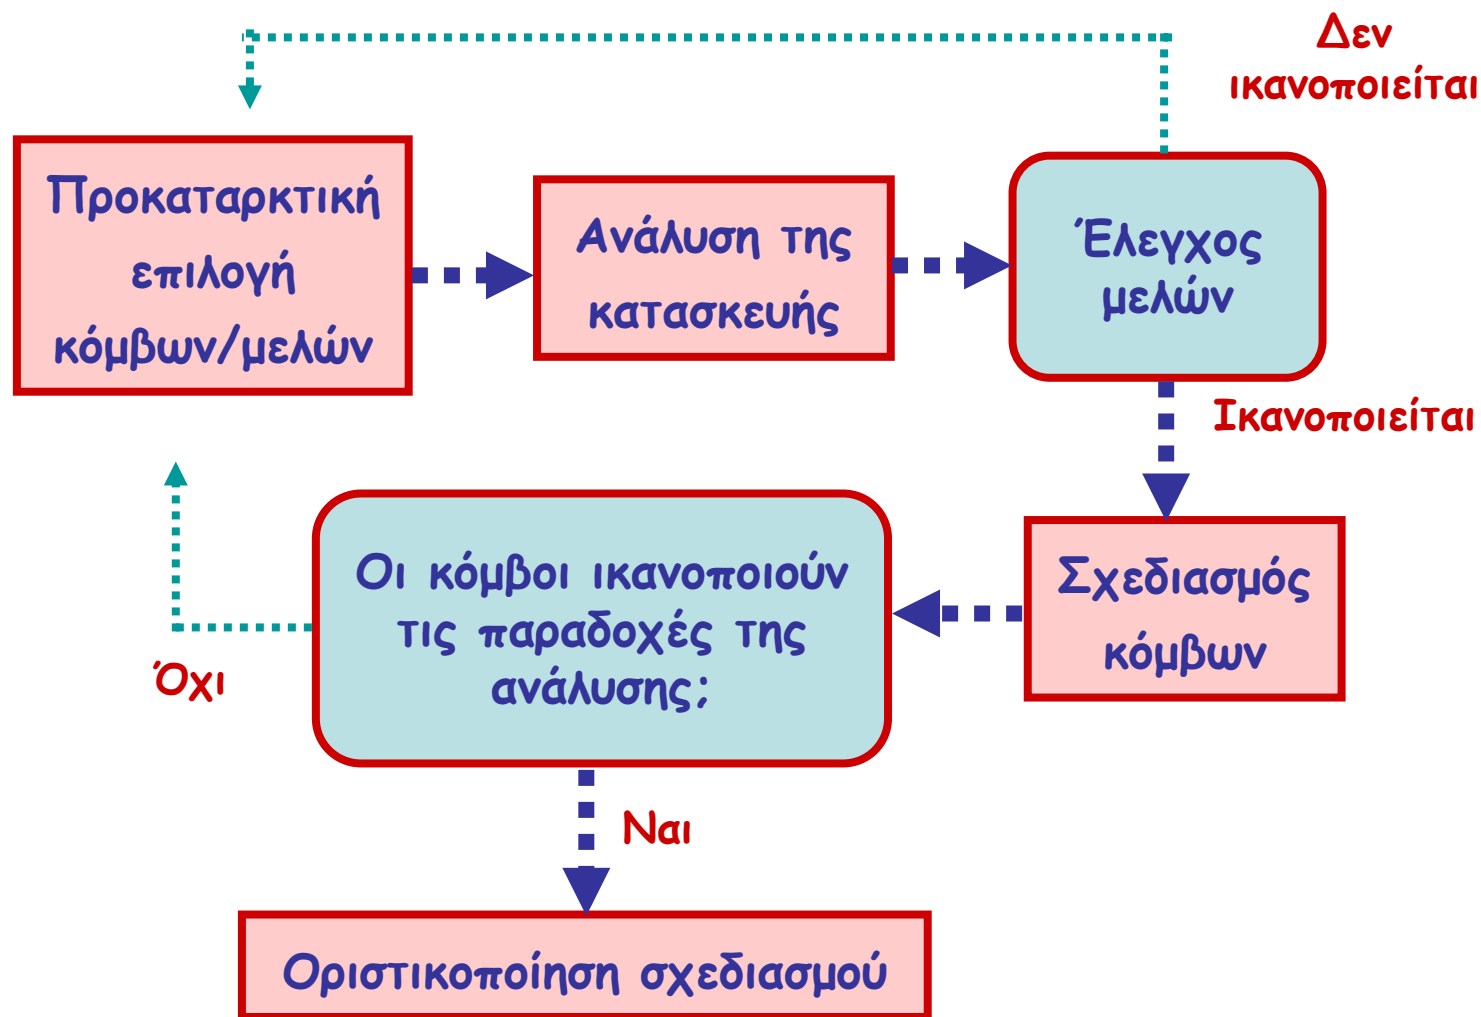 Δεν
ικανοποιείται
Προκαταρκτική
επιλογή
κόμβων/μελών
Ανάλυση της
κατασκευής
Έλεγχος
μελών
Ικανοποιείται
Σχεδιασμός
κόμβων
Οι κόμβοι ικανοποιούν
τις παραδοχές της
ανάλυσης;
Όχι
Ναι
Οριστικοποίηση σχεδιασμού